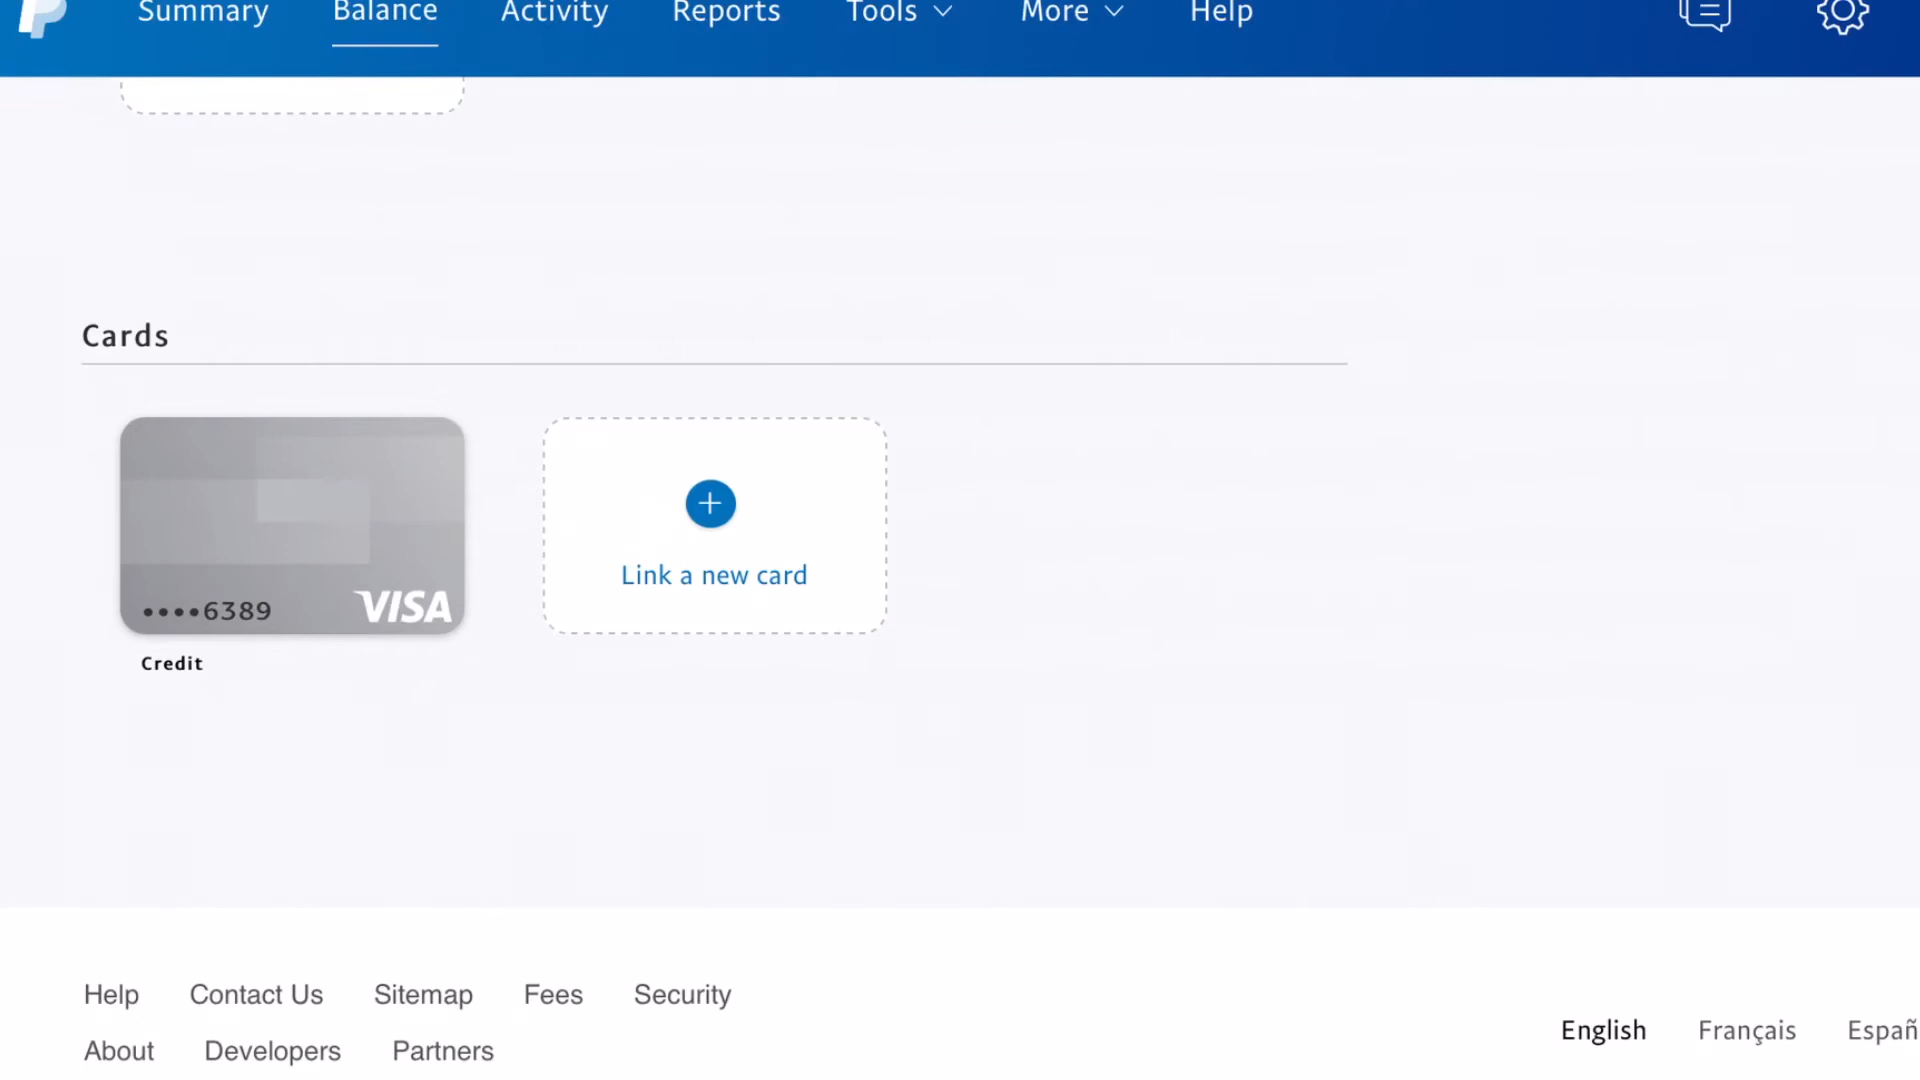 Summary Balance Activity Reports Tools More Help
Cards
••••6389 VISA
Credit
Link a new card
Help Contact Us Sitemap Fees Security
About Developers Partners
English Français Españ